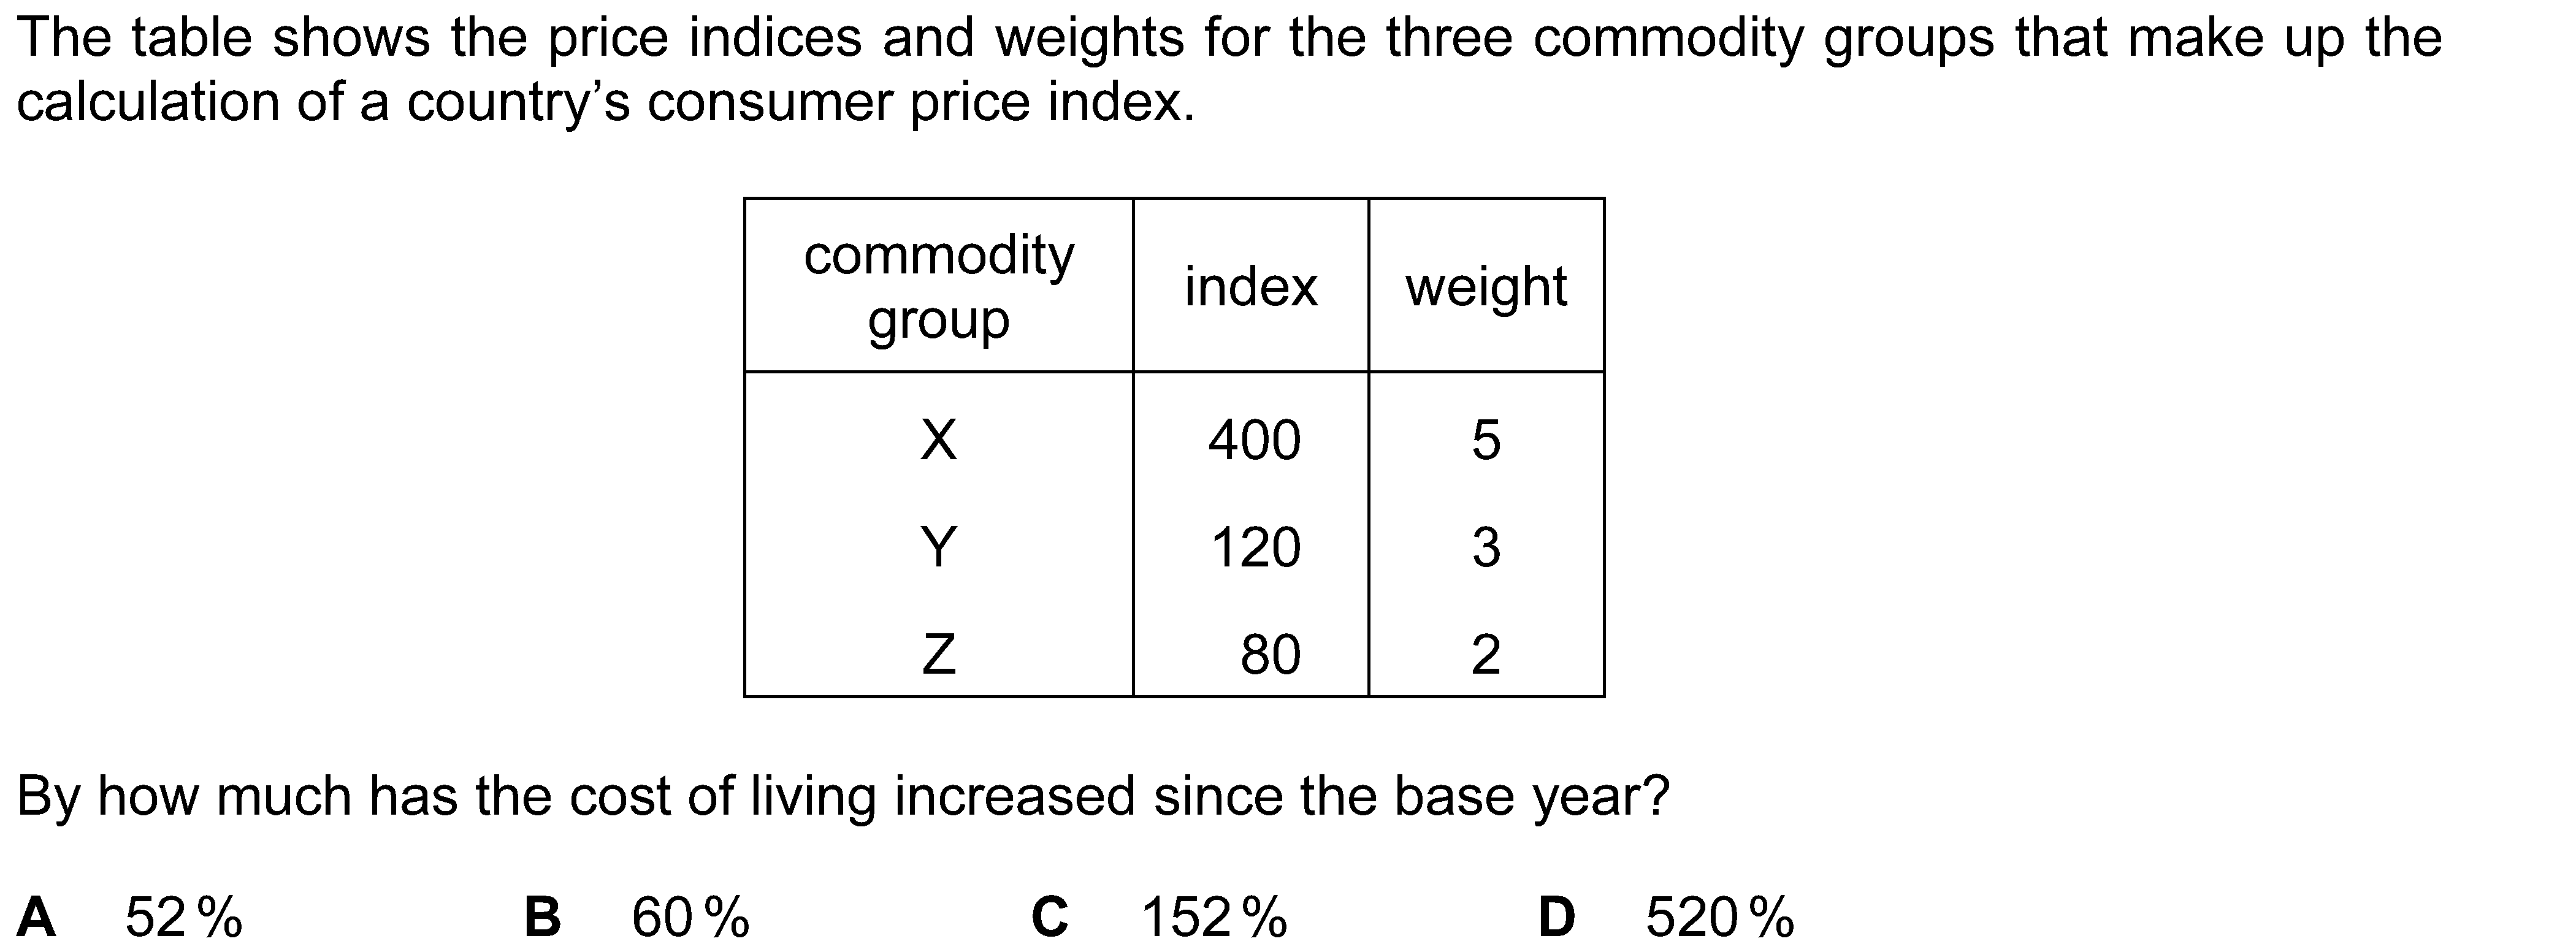 The table shows the price indices and weights for the three commodity groups that make up the
calculation of a country’s consumer price index.
commodity group index weight
X 400 5
Y 120 3
Z 80 2
By how much has the cost of living increased since the base year?
A 52 % B 60 % C 152 % D 520 %